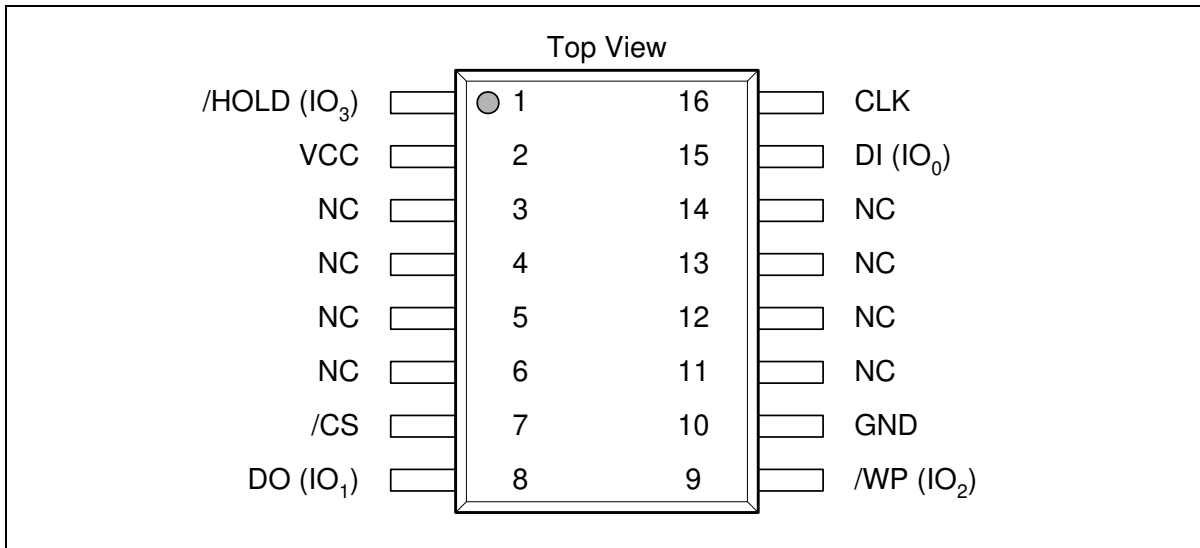 Top View
/HOLD (IO₃) 1 16 CLK
VCC 2 15 DI (IO₀)
NC 3 14 NC
NC 4 13 NC
NC 5 12 NC
NC 6 11 NC
/CS 7 10 GND
DO (IO₁) 8 9 /WP (IO₂)